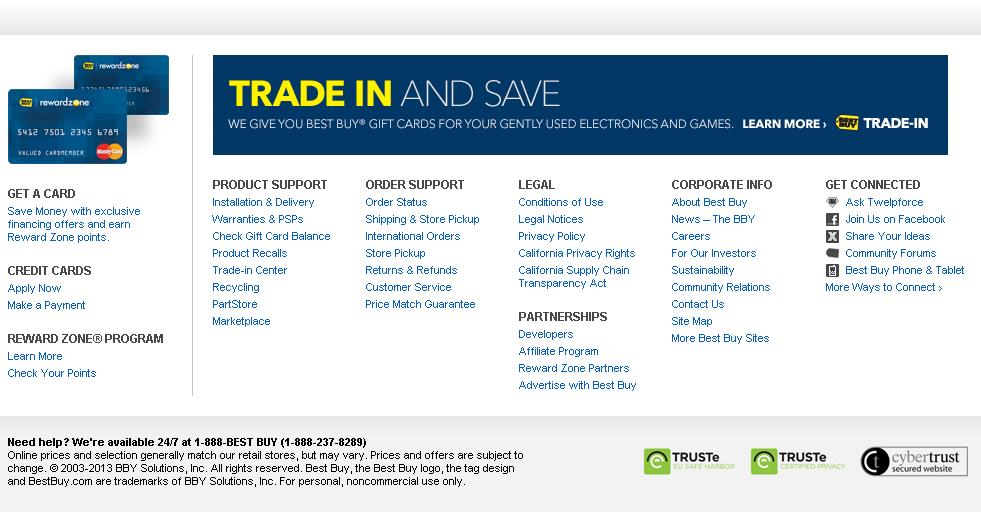 BEST BUY | rewardzone
BEST BUY | rewardzone
5412 7501 2345 6789
VALUED CARDMEMBER MasterCard
GET A CARD
Save Money with exclusive
financing offers and earn
Reward Zone points.
CREDIT CARDS
Apply Now
Make a Payment
REWARD ZONE® PROGRAM
Learn More
Check Your Points
TRADE IN AND SAVE
WE GIVE YOU BEST BUY® GIFT CARDS FOR YOUR GENTLY USED ELECTRONICS AND GAMES. LEARN MORE › BEST BUY TRADE-IN
PRODUCT SUPPORT
Installation & Delivery
Warranties & PSPs
Check Gift Card Balance
Product Recalls
Trade-in Center
Recycling
PartStore
Marketplace
ORDER SUPPORT
Order Status
Shipping & Store Pickup
International Orders
Store Pickup
Returns & Refunds
Customer Service
Price Match Guarantee
LEGAL
Conditions of Use
Legal Notices
Privacy Policy
California Privacy Rights
California Supply Chain
Transparency Act
PARTNERSHIPS
Developers
Affiliate Program
Reward Zone Partners
Advertise with Best Buy
CORPORATE INFO
About Best Buy
News – The BBY
Careers
For Our Investors
Sustainability
Community Relations
Contact Us
Site Map
More Best Buy Sites
GET CONNECTED
Ask Twelpforce
Join Us on Facebook
Share Your Ideas
Community Forums
Best Buy Phone & Tablet
More Ways to Connect ›
Need help? We're available 24/7 at 1-888-BEST BUY (1-888-237-8289)
Online prices and selection generally match our retail stores, but may vary. Prices and offers are subject to
change. © 2003-2013 BBY Solutions, Inc. All rights reserved. Best Buy, the Best Buy logo, the tag design
and BestBuy.com are trademarks of BBY Solutions, Inc. For personal, noncommercial use only.
TRUSTe
EU SAFE HARBOR
TRUSTe
CERTIFIED PRIVACY
cybertrust
secured website